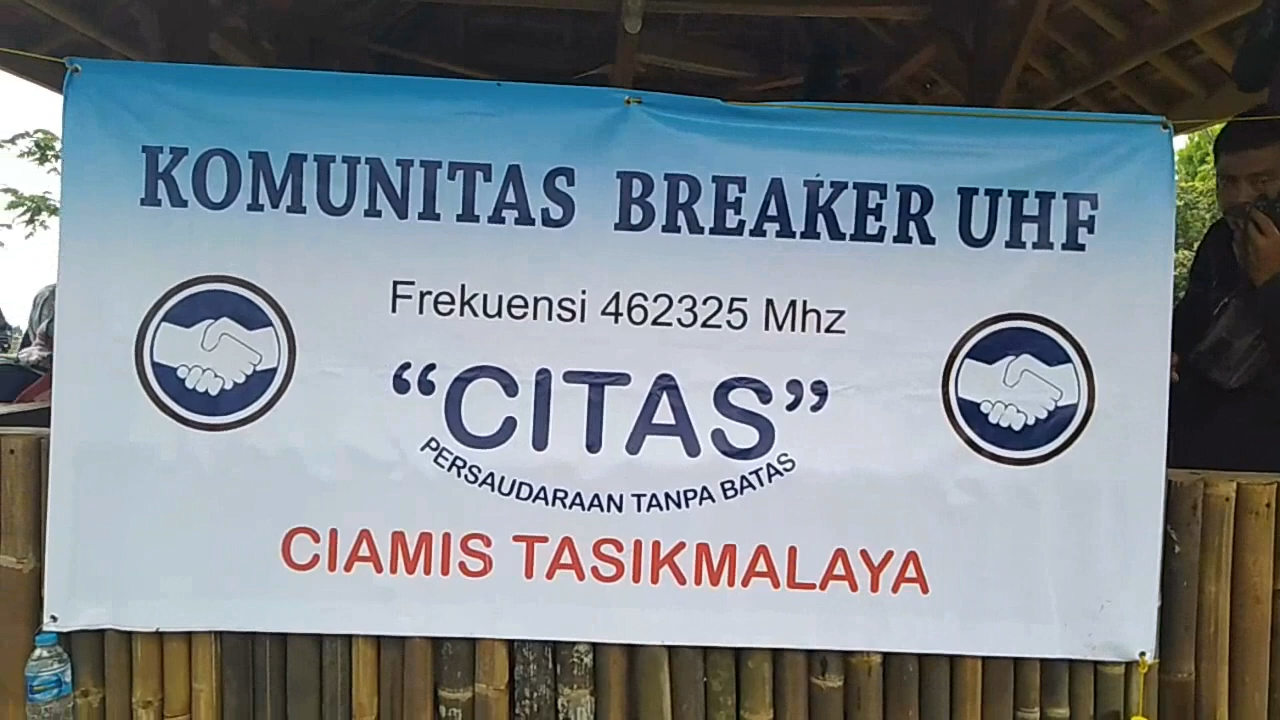 KOMUNITAS BREAKER UHF
Frekuensi 462325 Mhz
“CITAS”
PERSAUDARAAN TANPA BATAS
CIAMIS TASIKMALAYA